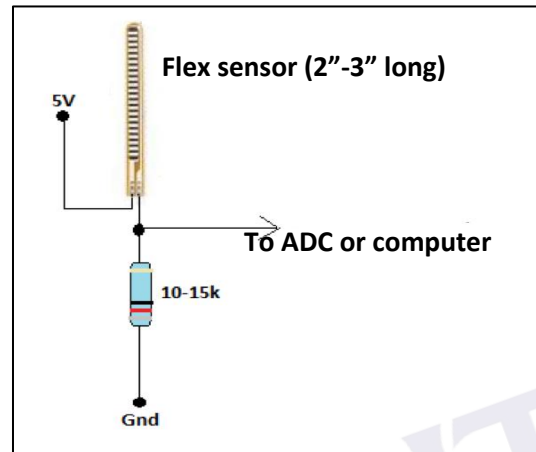 Flex sensor (2”-3” long)
5V
To ADC or computer
10-15k
Gnd